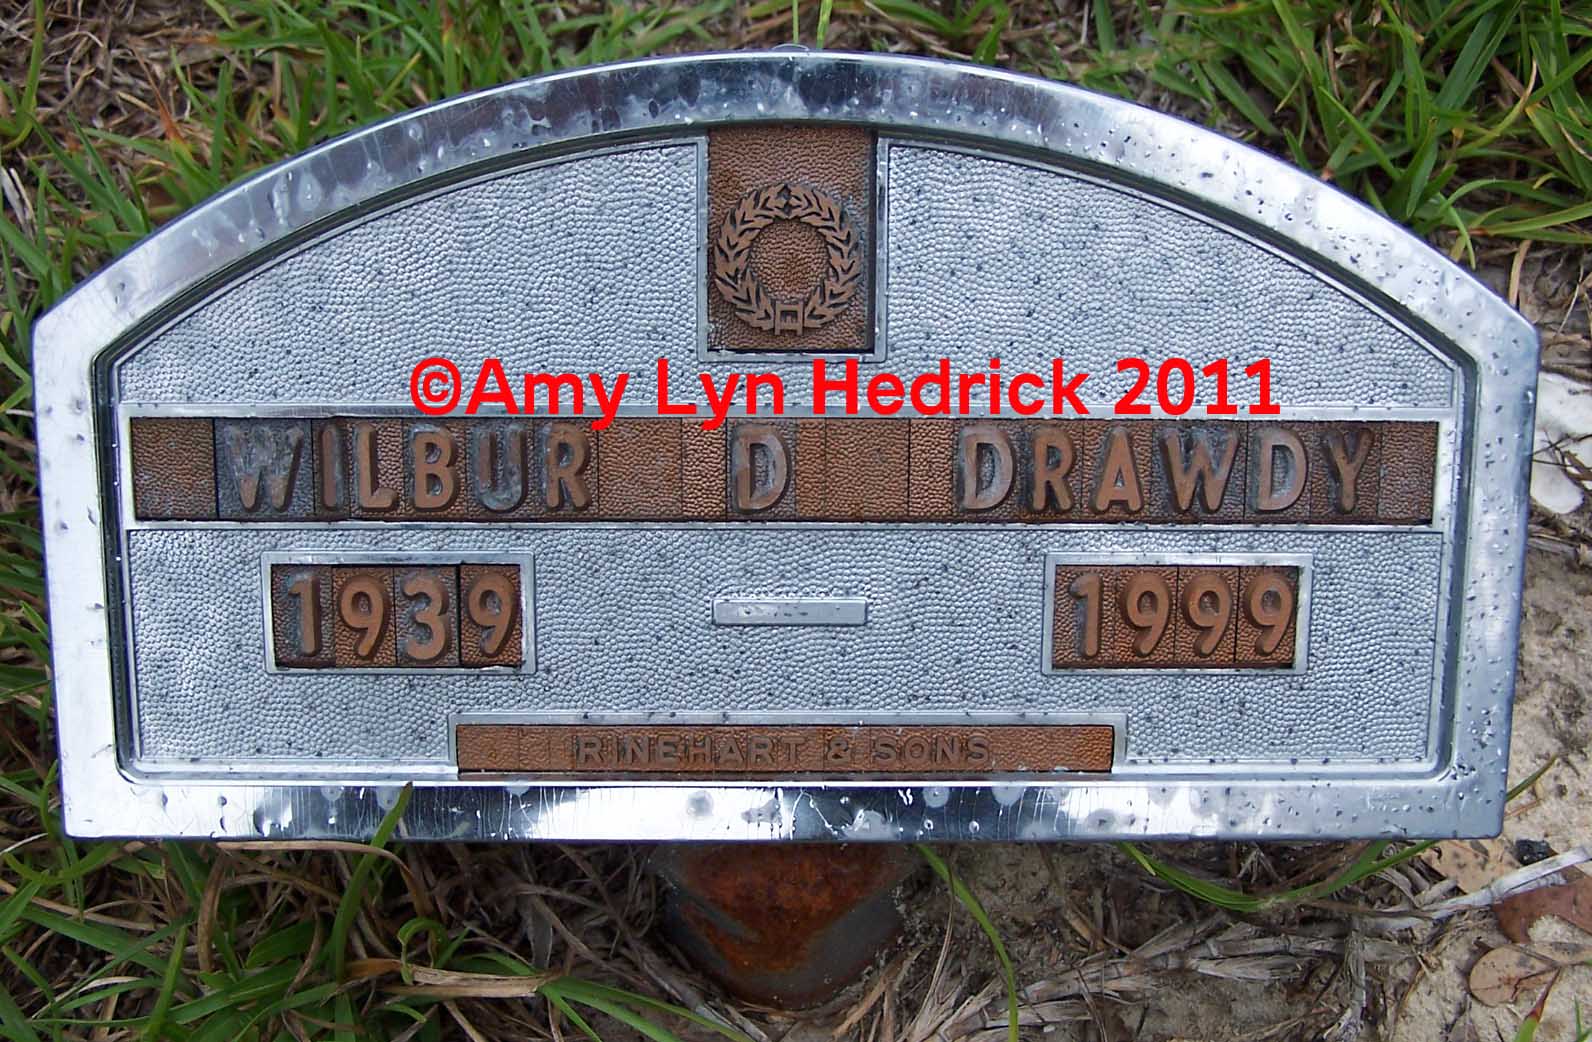 ©Amy Lyn Hedrick 2011
WILBUR D DRAWDY
1939 — 1999
RINEHART & SONS